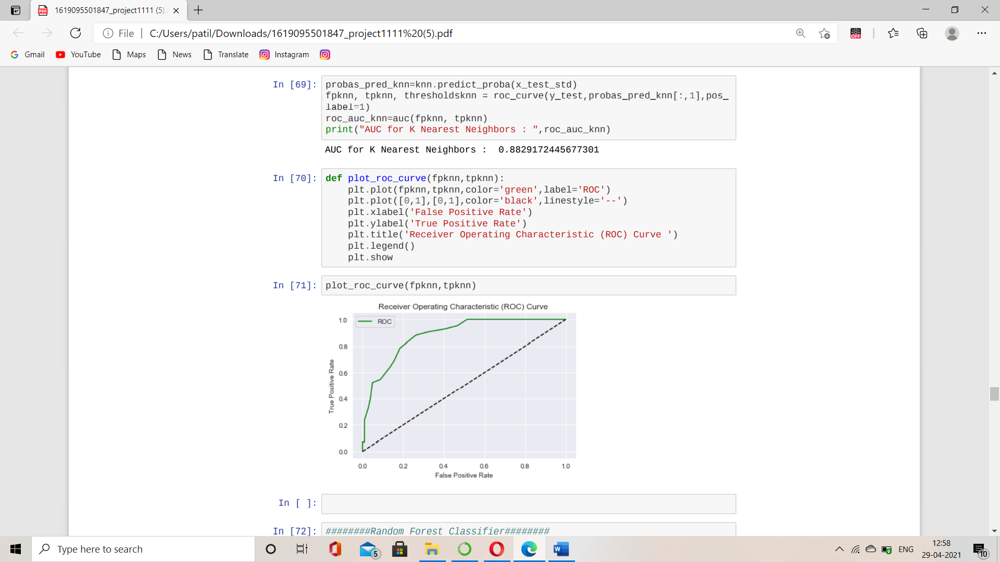 1619095501847_project1111 (5).
File
C:/Users/patil/Downloads/1619095501847_project1111%20(5).pdf
OFF
Gmail YouTube Maps News Translate Instagram
In [69]: probas_pred_knn=knn.predict_proba(x_test_std)
fpknn, tpknn, thresholdsknn = roc_curve(y_test,probas_pred_knn[:,1],pos_
label=1)
roc_auc_knn=auc(fpknn, tpknn)
print("AUC for K Nearest Neighbors : ",roc_auc_knn)
AUC for K Nearest Neighbors :  0.8829172445677301
In [70]: def plot_roc_curve(fpknn,tpknn):
    plt.plot(fpknn,tpknn,color='green',label='ROC')
    plt.plot([0,1],[0,1],color='black',linestyle='--')
    plt.xlabel('False Positive Rate')
    plt.ylabel('True Positive Rate')
    plt.title('Receiver Operating Characteristic (ROC) Curve ')
    plt.legend()
    plt.show
In [71]: plot_roc_curve(fpknn,tpknn)
Receiver Operating Characteristic (ROC) Curve
ROC
True Positive Rate
1.0
0.8
0.6
0.4
0.2
0.0
0.0 0.2 0.4 0.6 0.8 1.0
False Positive Rate
In [ ]:
In [72]: ########Random Forest Classifier########
Type here to search
5
W
ENG
12:58
29-04-2021
10